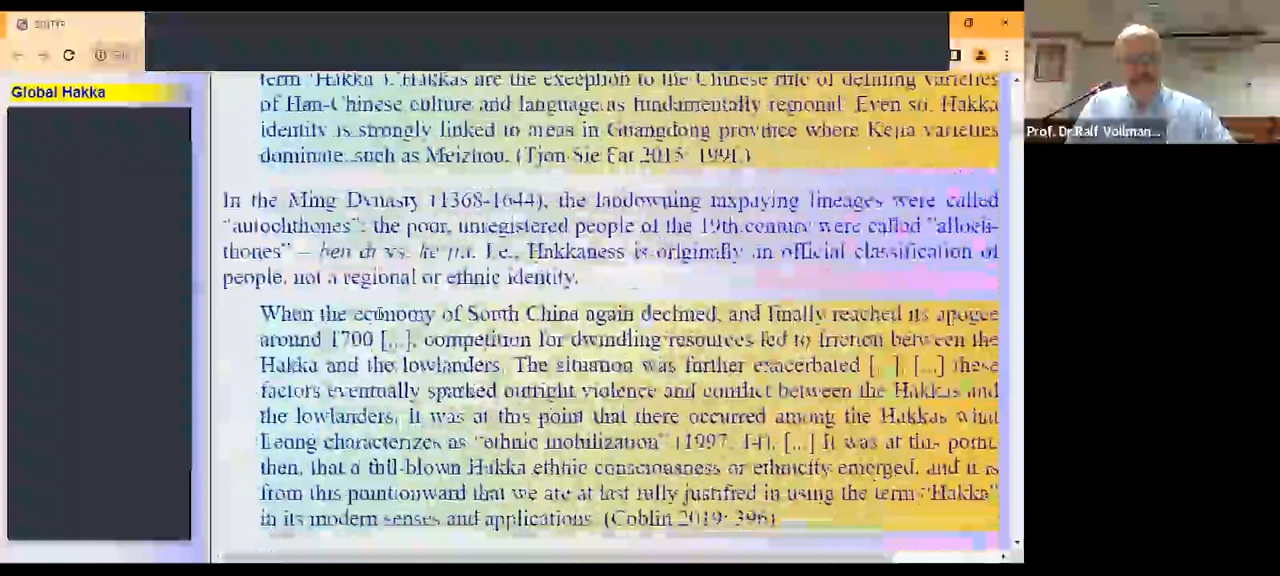 Global Hakka
term "Hakka"). Hakkas are the exception to the Chinese rule of defining varieties
of Han-Chinese culture and language as fundamentally regional. Even so, Hakka
identity is strongly linked to areas in Guangdong province where Kejia varieties
dominate, such as Meizhou. (Tjon Sie Fat 2015:
In the Ming Dynasty (1368-1644), the landowning taxpaying lineages were called
"autochthones"; the poor, unregistered people of the 19th century were called "alloch-
thones" – ben di vs. ke jia. I.e., Hakkaness is originally an official classification of
people, not a regional or ethnic identity.
When the economy of South China again declined, and finally reached its apogee
around 1700 [...], competition for dwindling resources led to friction between the
Hakka and the lowlanders. The situation was further exacerbated [...]. [...] these
factors eventually sparked outright violence and conflict between the Hakkas and
the lowlanders. It was at this point that there occurred among the Hakkas what
Leong characterizes as "ethnic mobilization" (1997: 14). [...] It was at this point,
then, that a full-blown Hakka ethnic consciousness or ethnicity emerged, and it is
from this point onward that we are at last fully justified in using the term "Hakka"
in its modern senses and applications. (Coblin 2019: 396)
Prof. Dr. Ralf Vollman...